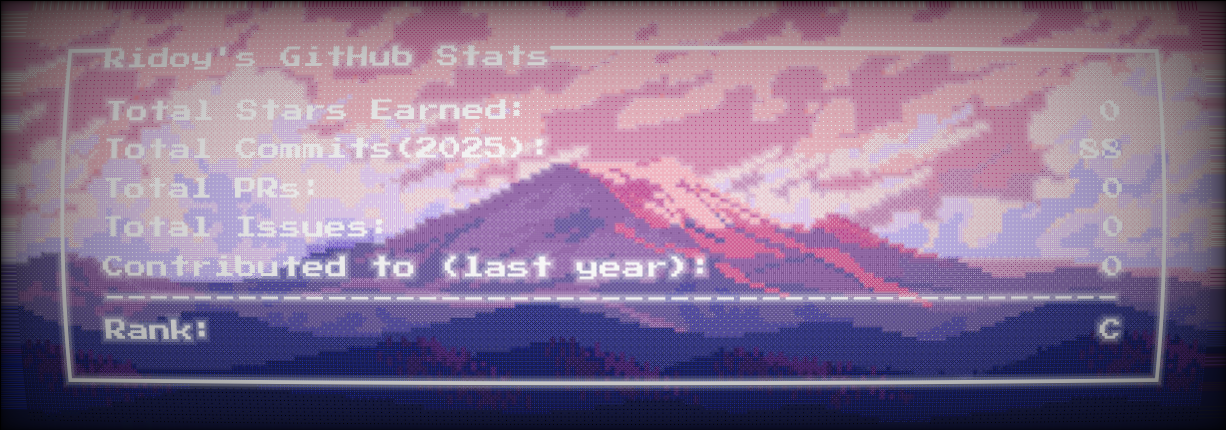 Ridoy's GitHub Stats
Total Stars Earned: 0
Total Commits(2025): 88
Total PRs: 0
Total Issues: 0
Contributed to (last year): 0
Rank: C